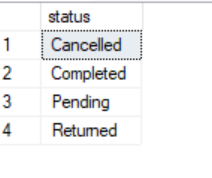 status
1 Cancelled
2 Completed
3 Pending
4 Returned